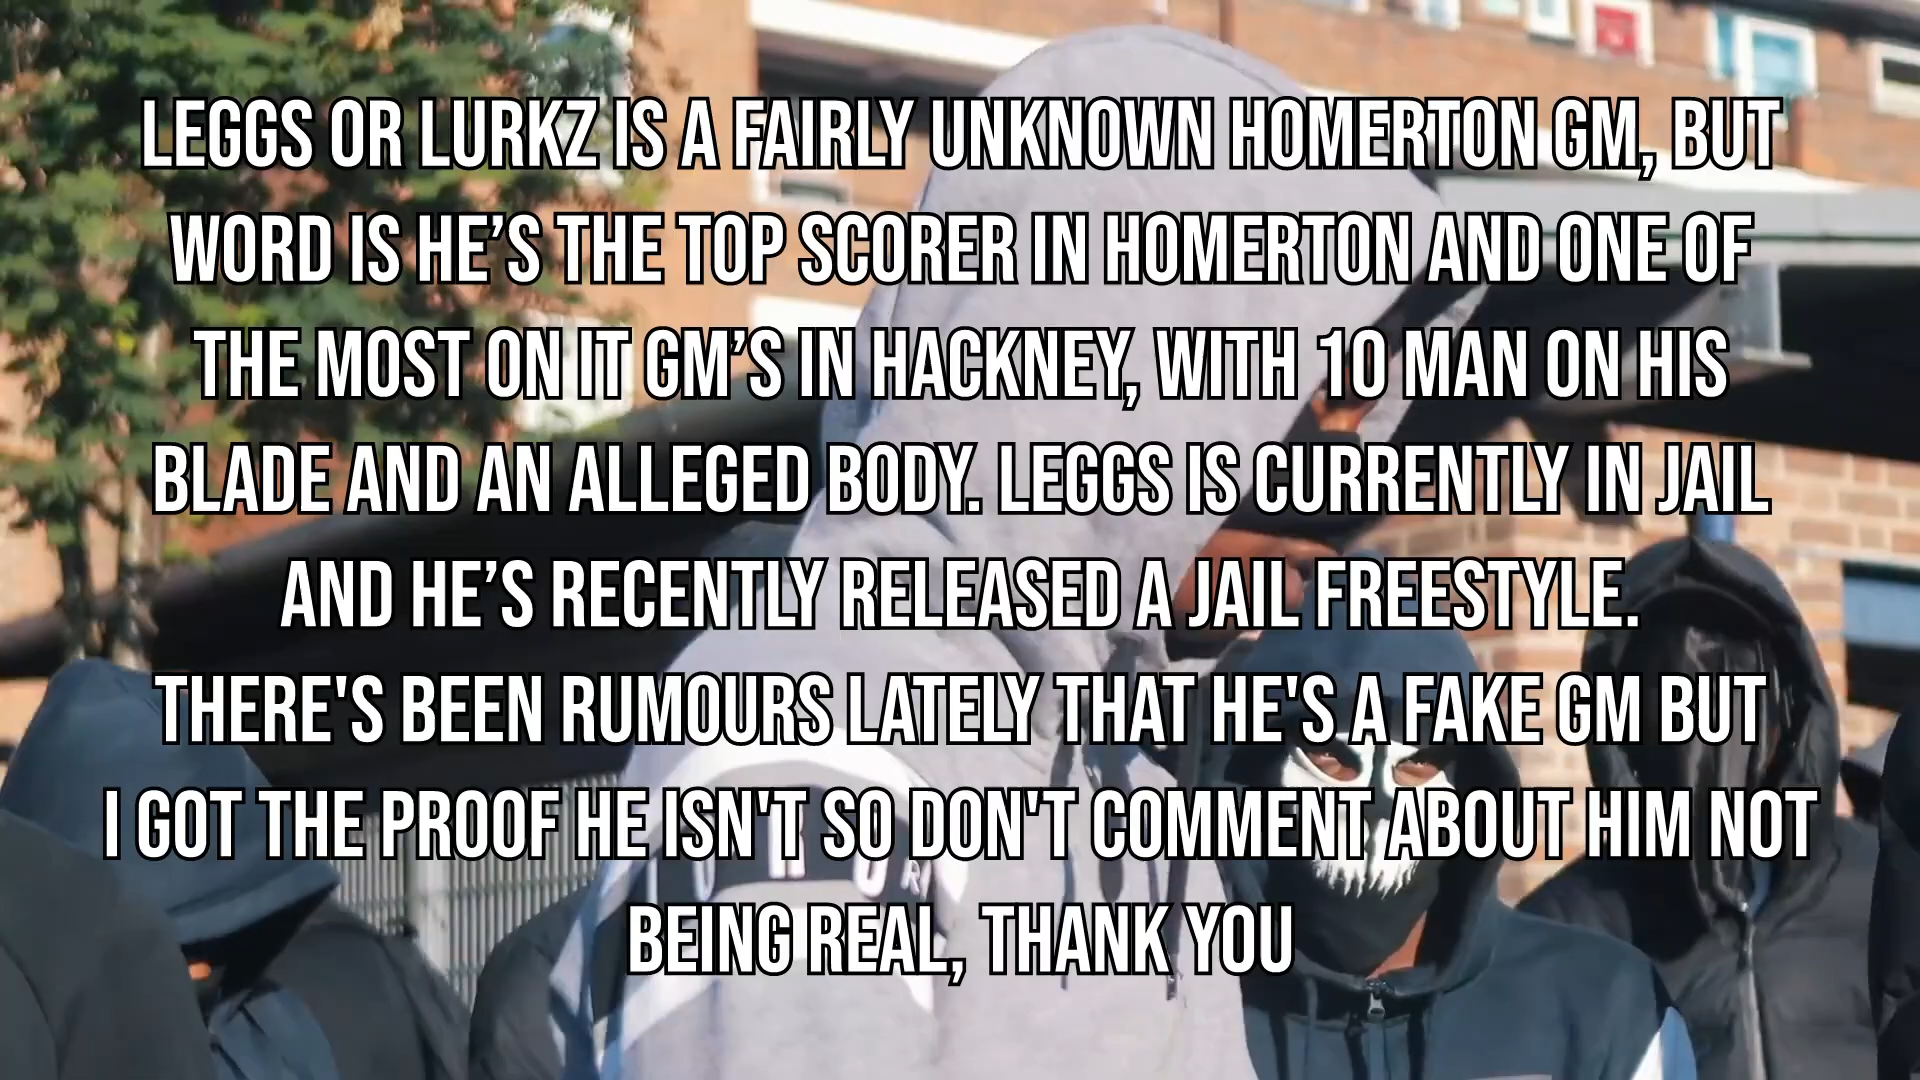 LEGGS OR LURKZ IS A FAIRLY UNKNOWN HOMERTON GM, BUT
WORD IS HE’S THE TOP SCORER IN HOMERTON AND ONE OF
THE MOST ON IT GM’S IN HACKNEY, WITH 10 MAN ON HIS
BLADE AND AN ALLEGED BODY. LEGGS IS CURRENTLY IN JAIL
AND HE’S RECENTLY RELEASED A JAIL FREESTYLE.
THERE'S BEEN RUMOURS LATELY THAT HE'S A FAKE GM BUT
I GOT THE PROOF HE ISN'T SO DON'T COMMENT ABOUT HIM NOT
BEING REAL, THANK YOU